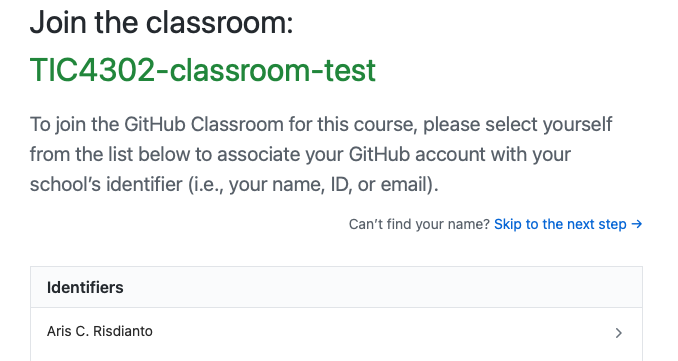 Join the classroom:
TIC4302-classroom-test
To join the GitHub Classroom for this course, please select yourself
from the list below to associate your GitHub account with your
school’s identifier (i.e., your name, ID, or email).
Can’t find your name? Skip to the next step →
Identifiers
Aris C. Risdianto